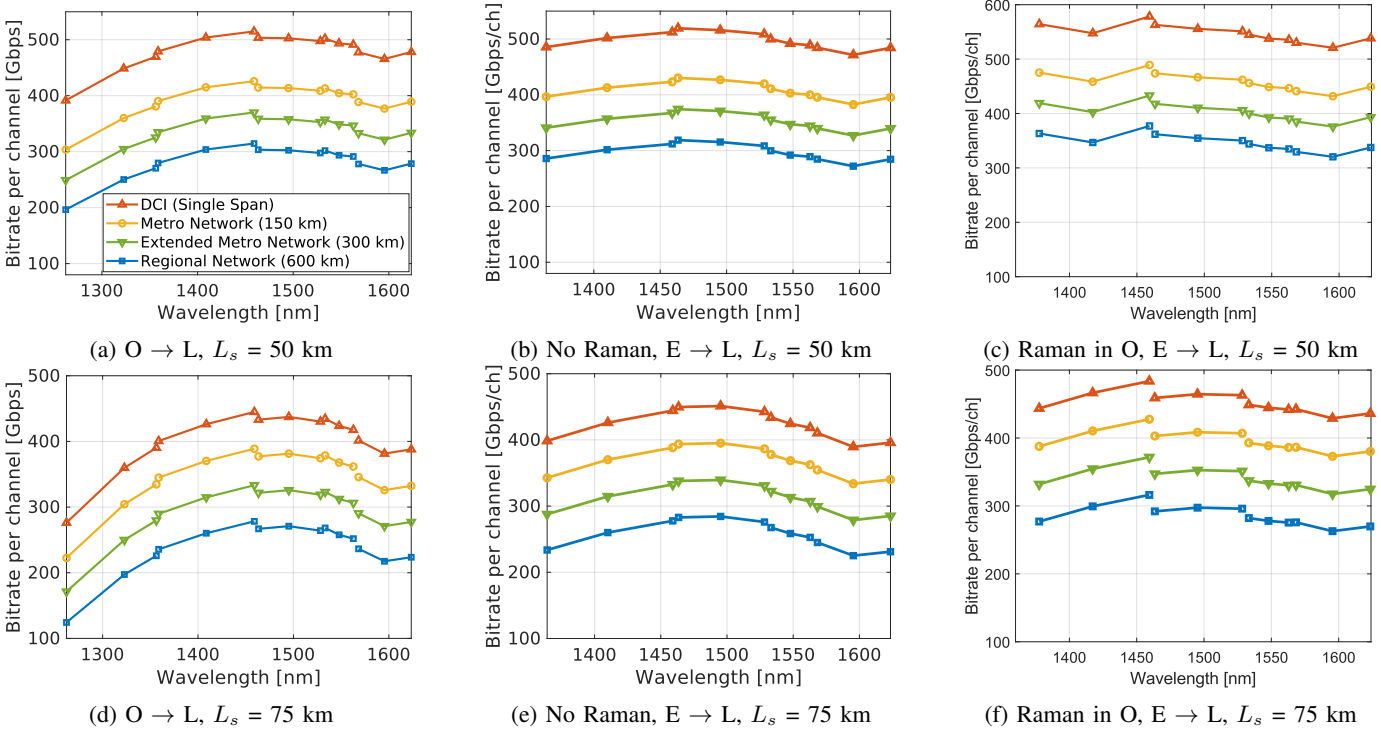 Bitrate per channel [Gbps]
500
400
300
200
100
DCI (Single Span)
Metro Network (150 km)
Extended Metro Network (300 km)
Regional Network (600 km)
1300 1400 1500 1600
Wavelength [nm]
(a) O → L, Lₛ = 50 km
Bitrate per channel [Gbps/ch]
500
400
300
200
100
1400 1450 1500 1550 1600
Wavelength [nm]
(b) No Raman, E → L, Lₛ = 50 km
Bitrate per channel [Gbps/ch]
600
500
400
300
200
100
1400 1450 1500 1550 1600
Wavelength [nm]
(c) Raman in O, E → L, Lₛ = 50 km
Bitrate per channel [Gbps]
500
400
300
200
100
1300 1400 1500 1600
Wavelength [nm]
(d) O → L, Lₛ = 75 km
Bitrate per channel [Gbps/ch]
500
400
300
200
100
1400 1450 1500 1550 1600
Wavelength [nm]
(e) No Raman, E → L, Lₛ = 75 km
Bitrate per channel [Gbps/ch]
500
400
300
200
100
1400 1450 1500 1550 1600
Wavelength [nm]
(f) Raman in O, E → L, Lₛ = 75 km